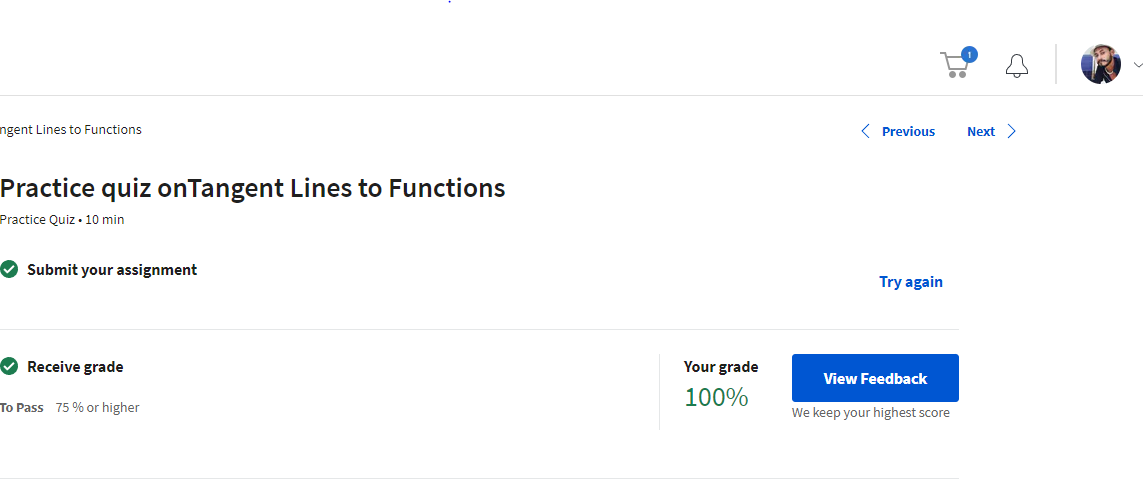 1
ngent Lines to Functions
Previous
Next
Practice quiz onTangent Lines to Functions
Practice Quiz • 10 min
Submit your assignment
Try again
Receive grade
To Pass 75 % or higher
Your grade
100%
View Feedback
We keep your highest score